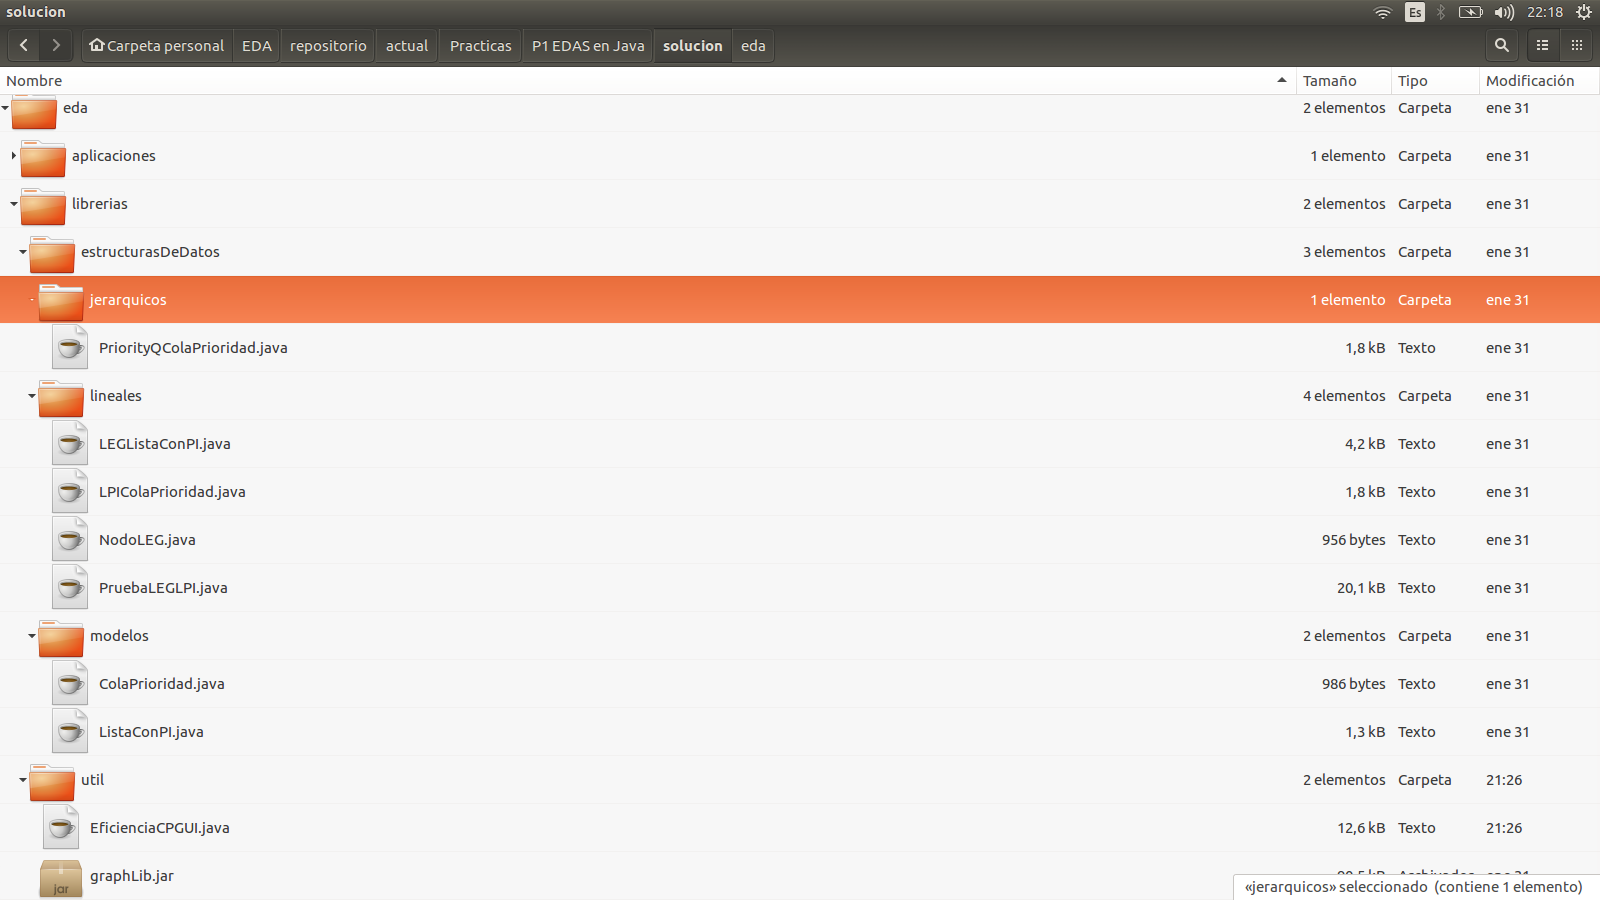 solucion Es 22:18
Carpeta personal EDA repositorio actual Practicas P1 EDAS en Java solucion eda
Nombre Tamaño Tipo Modificación
eda 2 elementos Carpeta ene 31
aplicaciones 1 elemento Carpeta ene 31
librerias 2 elementos Carpeta ene 31
estructurasDeDatos 3 elementos Carpeta ene 31
jerarquicos 1 elemento Carpeta ene 31
PriorityQColaPrioridad.java 1,8 kB Texto ene 31
lineales 4 elementos Carpeta ene 31
LEGListaConPI.java 4,2 kB Texto ene 31
LPIColaPrioridad.java 1,8 kB Texto ene 31
NodoLEG.java 956 bytes Texto ene 31
PruebaLEGLPI.java 20,1 kB Texto ene 31
modelos 2 elementos Carpeta ene 31
ColaPrioridad.java 986 bytes Texto ene 31
ListaConPI.java 1,3 kB Texto ene 31
util 2 elementos Carpeta 21:26
EficienciaCPGUI.java 12,6 kB Texto 21:26
jar graphLib.jar
«jerarquicos» seleccionado (contiene 1 elemento)